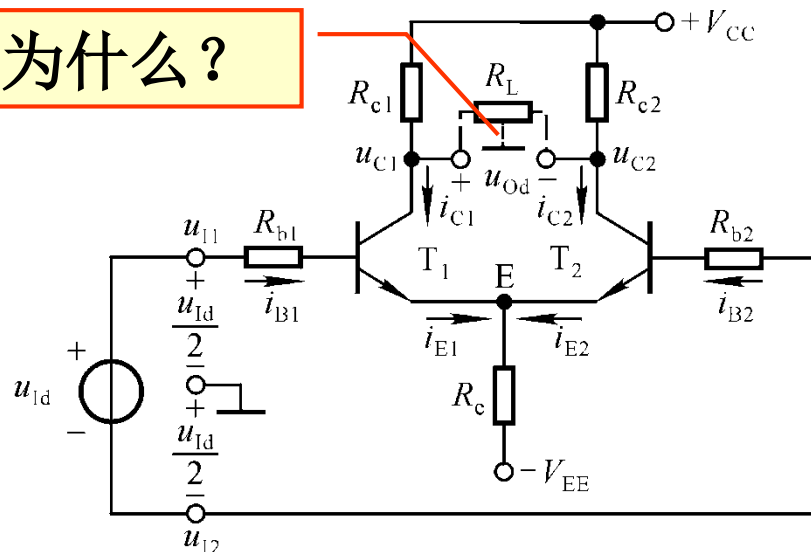 为什么？
+V_CC
R_c1
R_L
R_c2
u_C1
u_C2
+
u_Od
−
i_C1
i_C2
u_I1
R_b1
T_1
T_2
R_b2
+
u_Id
2
−
i_B1
E
i_B2
i_E1
i_E2
+
u_Id
−
+
u_Id
2
−
R_e
−V_EE
u_I2